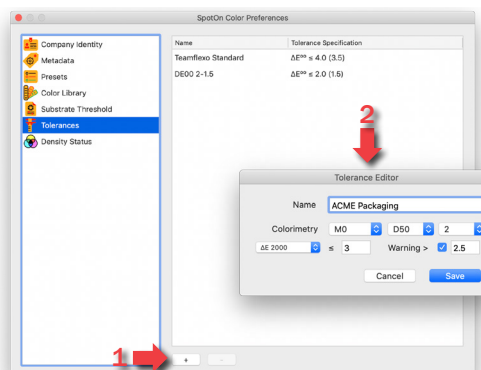 SpotOn Color Preferences
Company Identity
Metadata
Presets
Color Library
Substrate Threshold
Tolerances
Density Status
Name Tolerance Specification
Teamflexo Standard ΔE⁰⁰ ≤ 4.0 (3.5)
DE00 2-1.5 ΔE⁰⁰ ≤ 2.0 (1.5)
2
Tolerance Editor
Name ACME Packaging
Colorimetry M0 D50 2
ΔE 2000 ≤ 3 Warning > 2.5
Cancel Save
1 + -